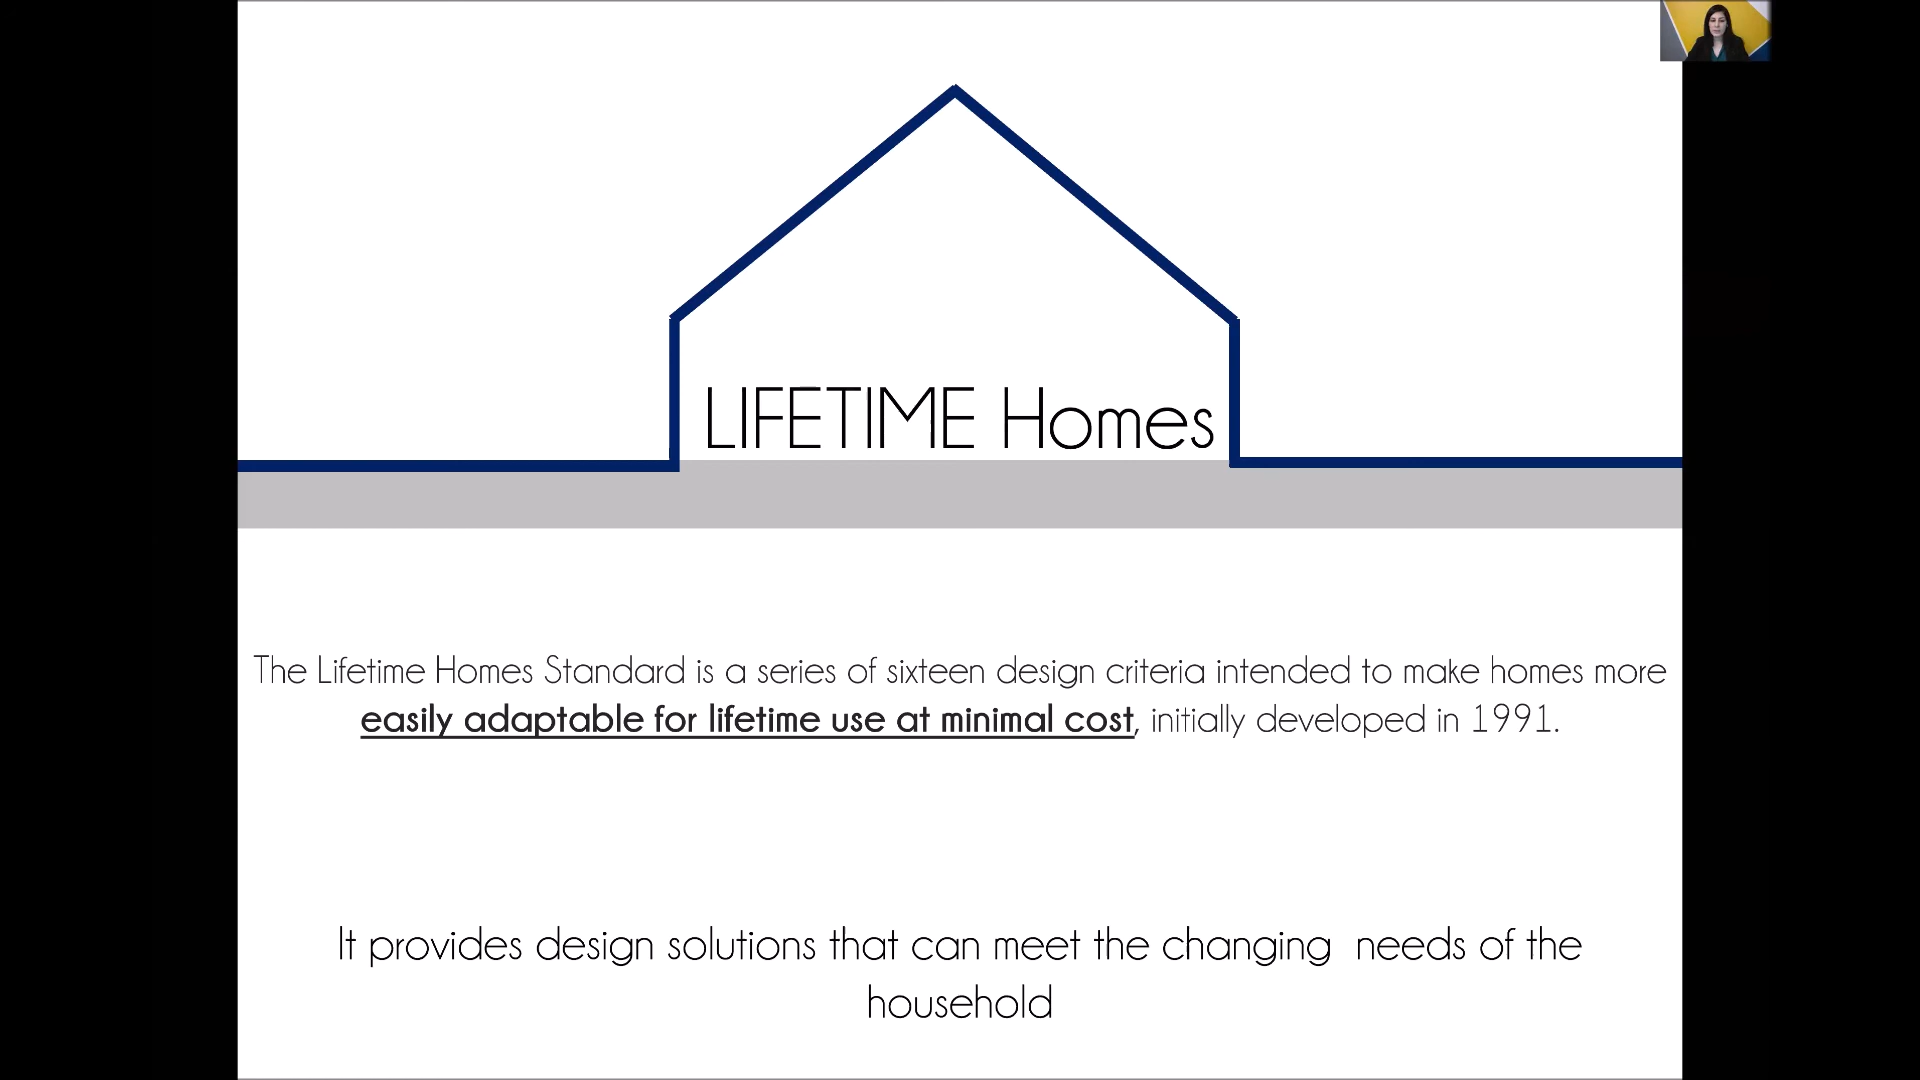 LIFETIME Homes
The Lifetime Homes Standard is a series of sixteen design criteria intended to make homes more
easily adaptable for lifetime use at minimal cost, initially developed in 1991.
It provides design solutions that can meet the changing  needs of the
household